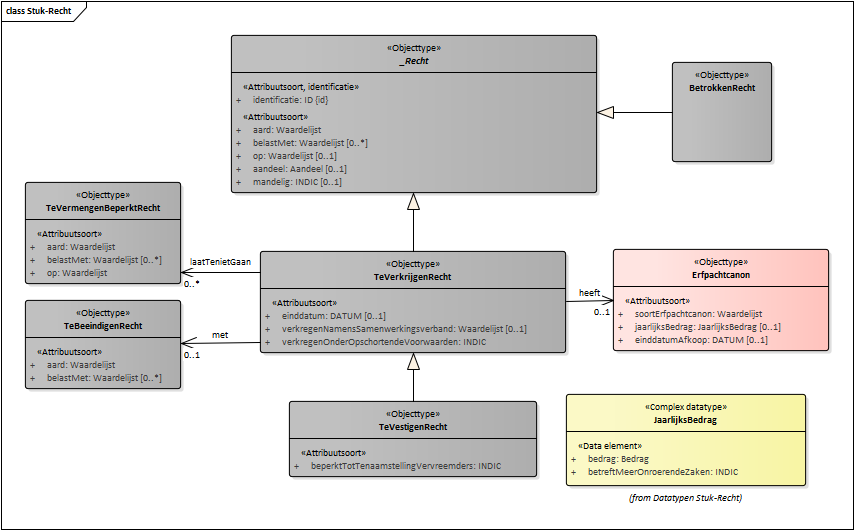 class Stuk-Recht
«Objecttype»
_Recht
«Attribuutsoort, identificatie»
+ identificatie: ID {id}
«Attribuutsoort»
+ aard: Waardelijst
+ belastMet: Waardelijst [0..*]
+ op: Waardelijst [0..1]
+ aandeel: Aandeel [0..1]
+ mandelig: INDIC [0..1]
«Objecttype»
BetrokkenRecht
«Objecttype»
TeVermengenBeperktRecht
«Attribuutsoort»
+ aard: Waardelijst
+ belastMet: Waardelijst [0..*]
+ op: Waardelijst
laatTenietGaan
0..*
«Objecttype»
TeVerkrijgenRecht
«Attribuutsoort»
+ einddatum: DATUM [0..1]
+ verkregenNamensSamenwerkingsverband: Waardelijst [0..1]
+ verkregenOnderOpschortendeVoorwaarden: INDIC
heeft
0..1
«Objecttype»
Erfpachtcanon
«Attribuutsoort»
+ soortErfpachtcanon: Waardelijst
+ jaarlijksBedrag: JaarlijksBedrag [0..1]
+ einddatumAfkoop: DATUM [0..1]
«Objecttype»
TeBeeindigenRecht
«Attribuutsoort»
+ aard: Waardelijst
+ belastMet: Waardelijst [0..*]
met
0..1
«Objecttype»
TeVestigenRecht
«Attribuutsoort»
+ beperktTotTenaamstellingVervreemders: INDIC
«Complex datatype»
JaarlijksBedrag
«Data element»
+ bedrag: Bedrag
+ betreftMeerOnroerendeZaken: INDIC
(from Datatypen Stuk-Recht)